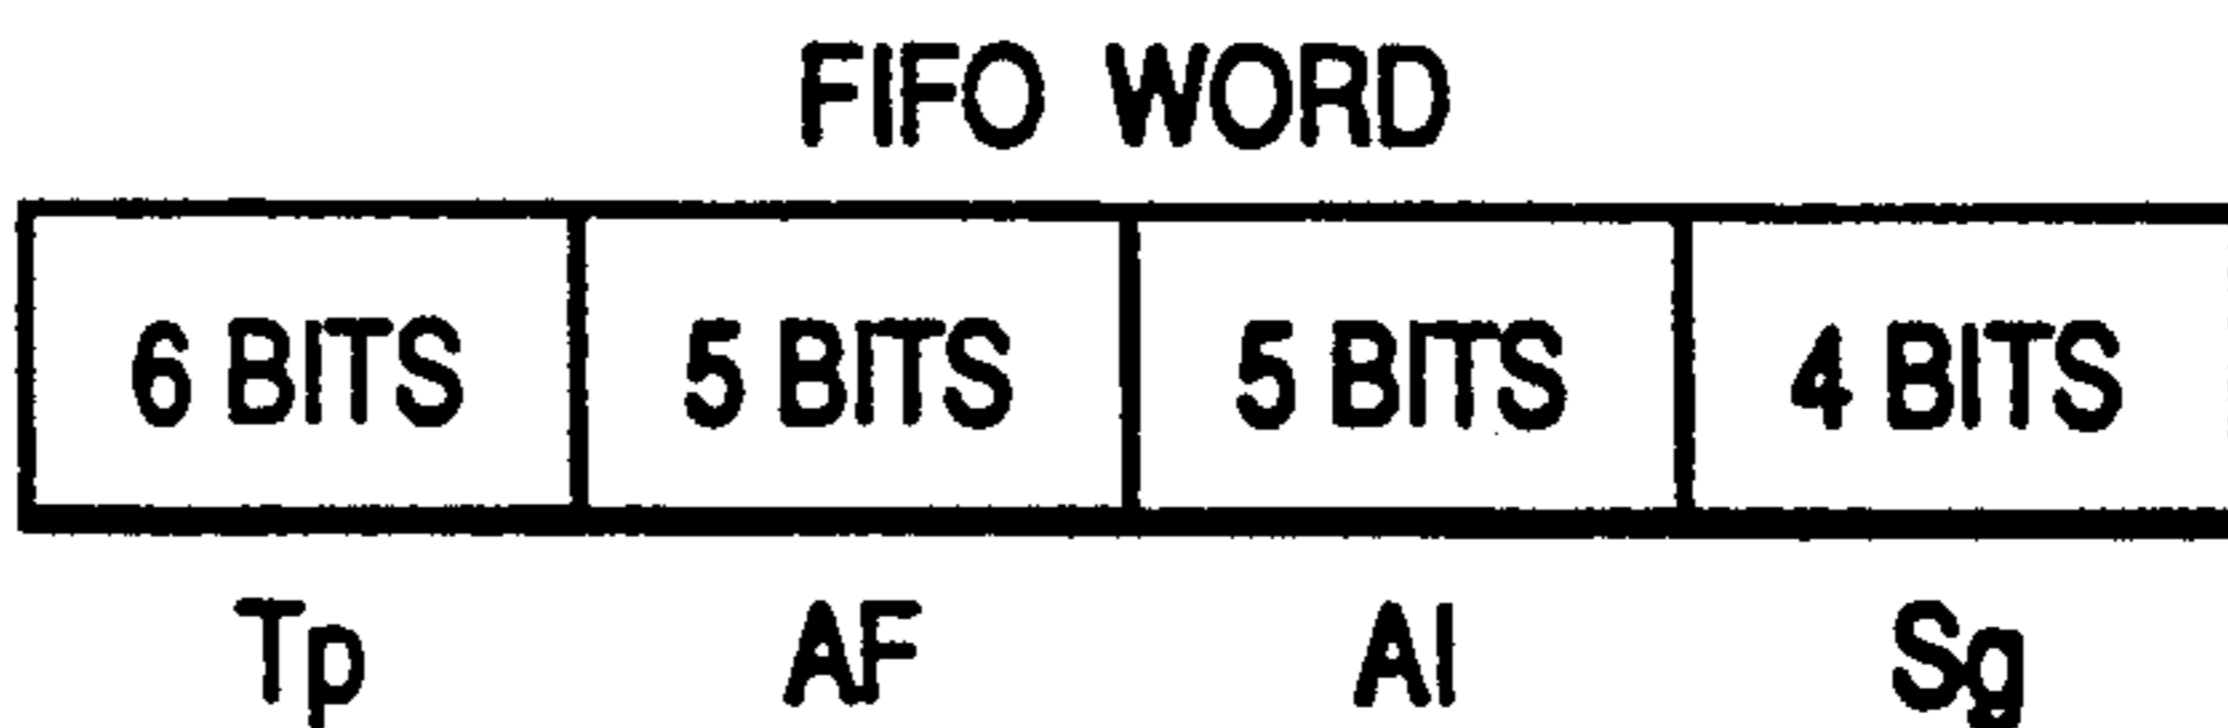 FIFO WORD
6 BITS 5 BITS 5 BITS 4 BITS
Tp AF AI Sg